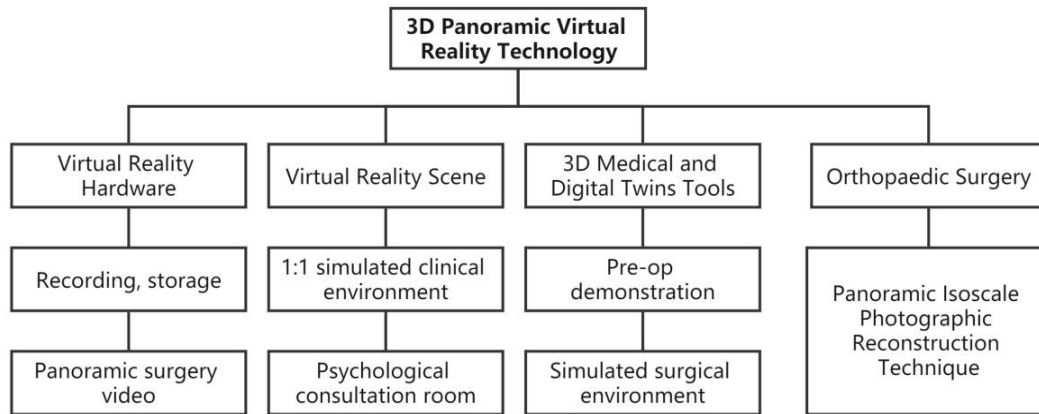 3D Panoramic Virtual
Reality Technology
Virtual Reality
Hardware
Virtual Reality Scene
3D Medical and
Digital Twins Tools
Orthopaedic Surgery
Recording, storage
1:1 simulated clinical
environment
Pre-op
demonstration
Panoramic Isoscale
Photographic
Reconstruction
Technique
Panoramic surgery
video
Psychological
consultation room
Simulated surgical
environment